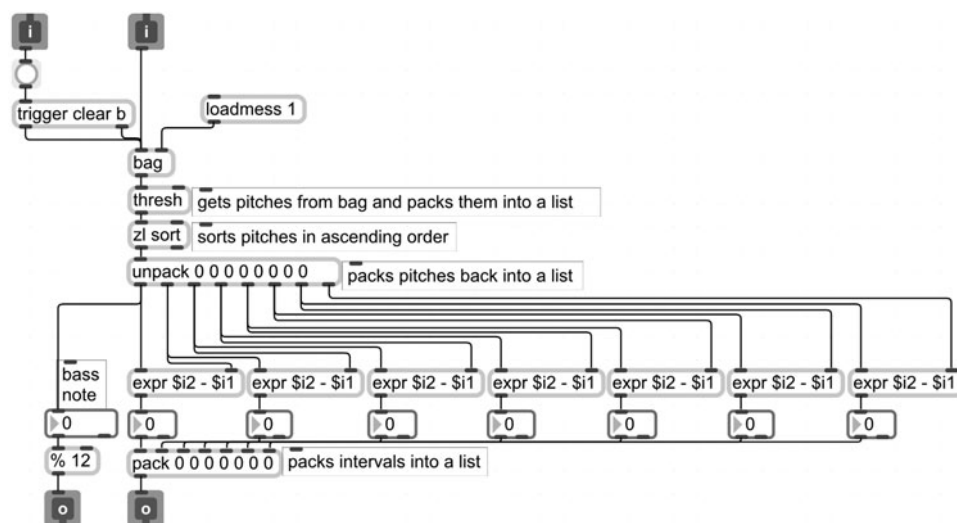 i
i
trigger clear b
loadmess 1
bag
thresh
gets pitches from bag and packs them into a list
zl sort
sorts pitches in ascending order
unpack 0 0 0 0 0 0 0 0
packs pitches back into a list
bass
note
expr $i2 - $i1
expr $i2 - $i1
expr $i2 - $i1
expr $i2 - $i1
expr $i2 - $i1
expr $i2 - $i1
expr $i2 - $i1
0
0
0
0
0
0
0
0
% 12
pack 0 0 0 0 0 0 0
packs intervals into a list
o
o